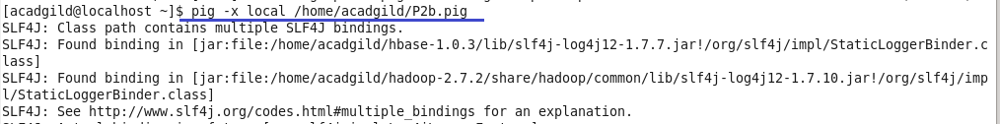 [acadgild@localhost ~]$ pig -x local /home/acadgild/P2b.pig
SLF4J: Class path contains multiple SLF4J bindings.
SLF4J: Found binding in [jar:file:/home/acadgild/hbase-1.0.3/lib/slf4j-log4j12-1.7.7.jar!/org/slf4j/impl/StaticLoggerBinder.c
lass]
SLF4J: Found binding in [jar:file:/home/acadgild/hadoop-2.7.2/share/hadoop/common/lib/slf4j-log4j12-1.7.10.jar!/org/slf4j/imp
l/StaticLoggerBinder.class]
SLF4J: See http://www.slf4j.org/codes.html#multiple_bindings for an explanation.